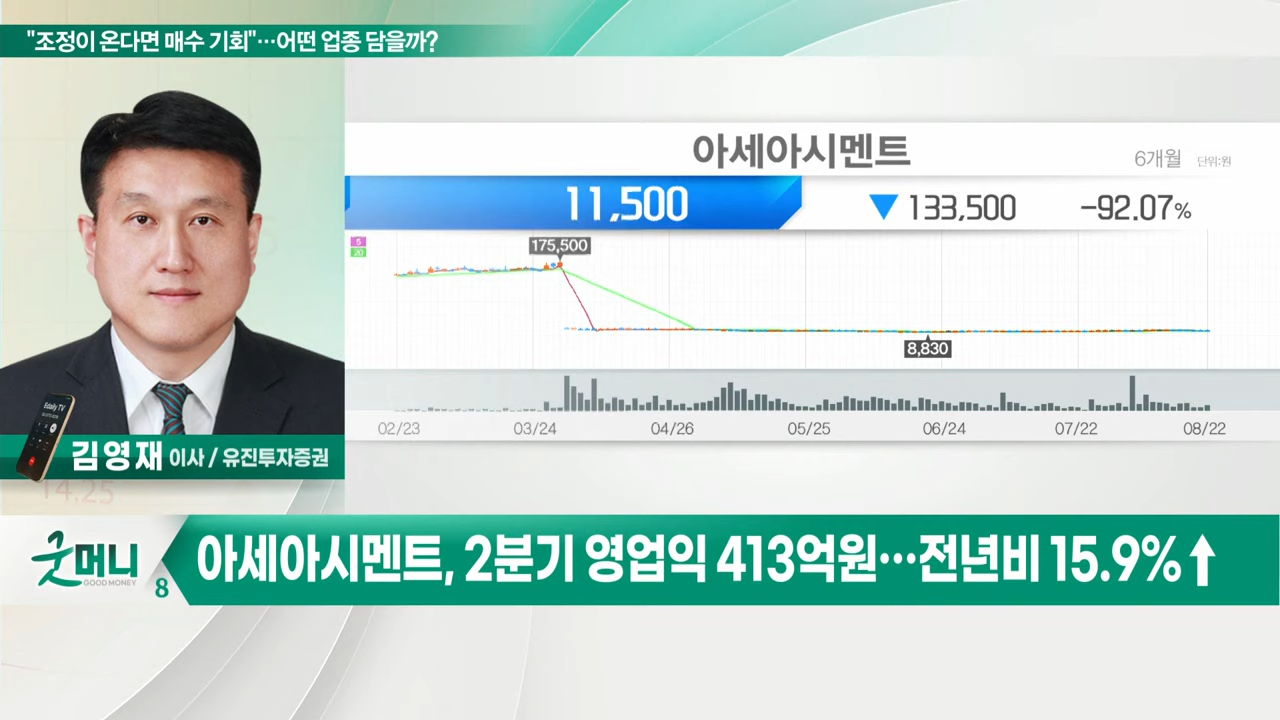 "조정이 온다면 매수 기회"…어떤 업종 담을까?
아세아시멘트
6개월 단위:원
11,500 ▼133,500 -92.07%
5
20
175,500
8,830
02/23 03/24 04/26 05/25 06/24 07/22 08/22
Edaily TV
김영재 이사 / 유진투자증권
14.25
굿머니
GOOD MONEY
8
아세아시멘트, 2분기 영업익 413억원…전년비 15.9%↑